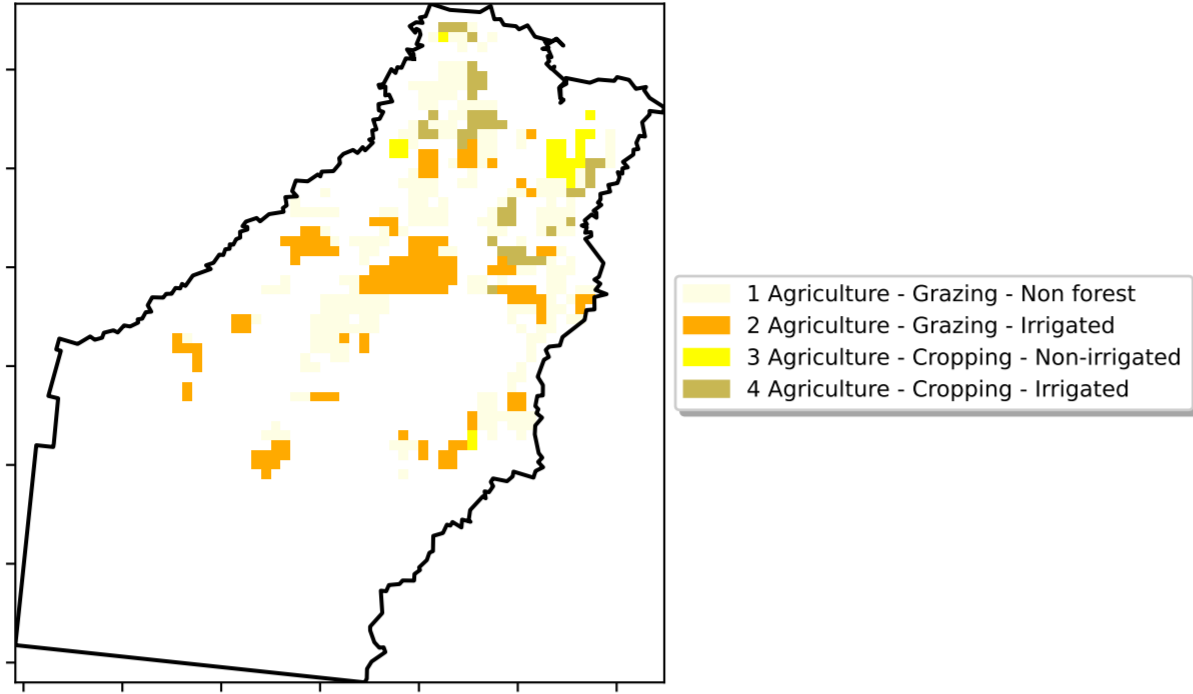 1 Agriculture - Grazing - Non forest
2 Agriculture - Grazing - Irrigated
3 Agriculture - Cropping - Non-irrigated
4 Agriculture - Cropping - Irrigated